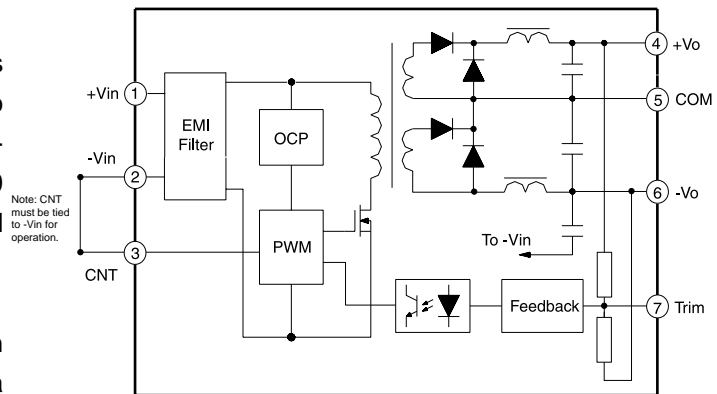 +Vin
1
EMI
Filter
OCP
-Vin
2
Note: CNT
must be tied
to -Vin for
operation.
3
CNT
PWM
To -Vin
Feedback
4
+Vo
5
COM
6
-Vo
7
Trim